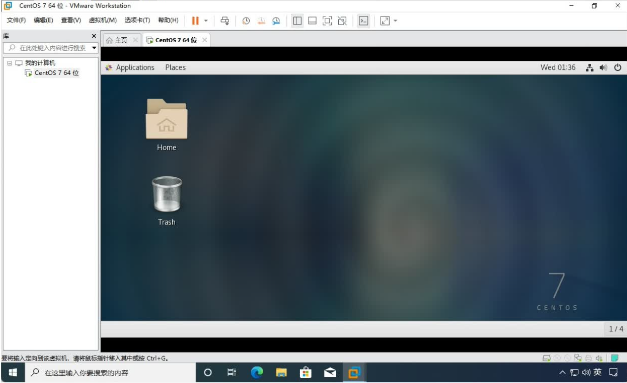 CentOS 7 64 位 - VMware Workstation
文件(F) 编辑(E) 查看(V) 虚拟机(M) 选项卡(T) 帮助(H)
库
在此处键入内容进行搜索
主页
CentOS 7 64 位
我的计算机
CentOS 7 64 位
Applications Places
Wed 01:36
Home
Trash
7
CENTOS
1 / 4
要将输入定向到该虚拟机，请将鼠标指针移入其中或按 Ctrl+G。
在这里输入你要搜索的内容
英